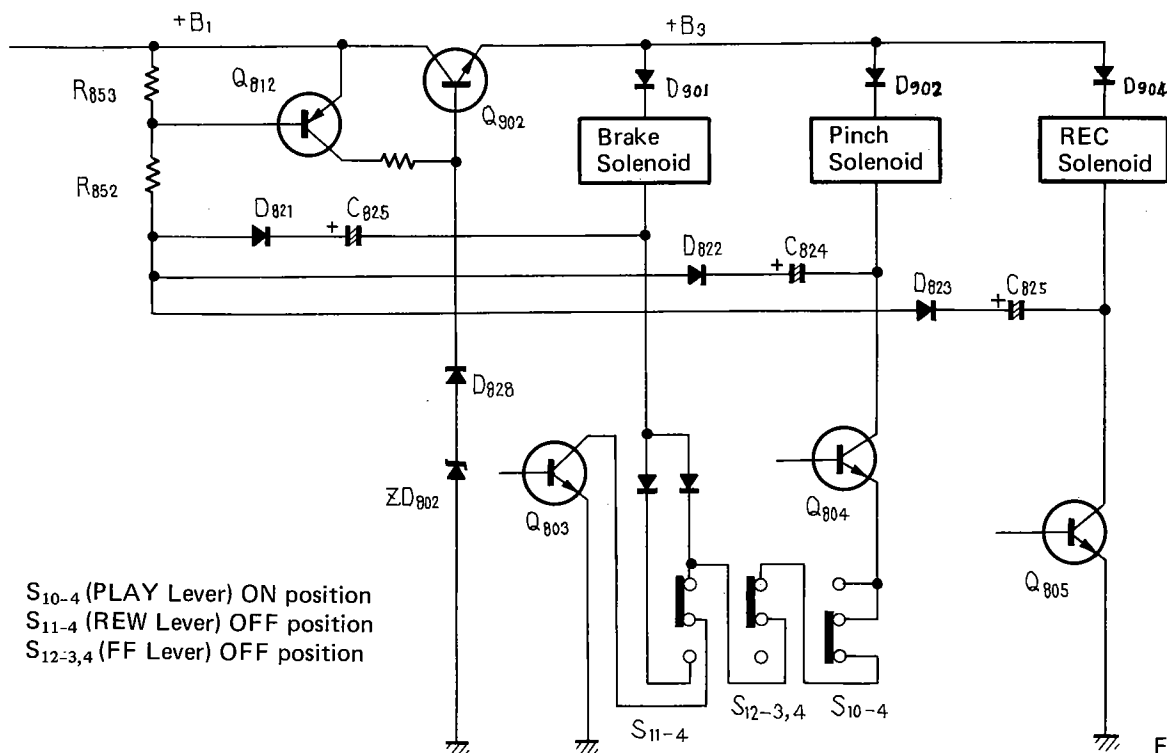 +B1
+B3
Q812
R853
Q902
D901
D902
D904
Brake
Solenoid
Pinch
Solenoid
REC
Solenoid
R852
D821
+
C825
D822
+
C824
D823
+
C825
D828
ZD802
Q803
Q804
Q805
S10-4 (PLAY Lever) ON position
S11-4 (REW Lever) OFF position
S12-3,4 (FF Lever) OFF position
S11-4
S12-3,4
S10-4